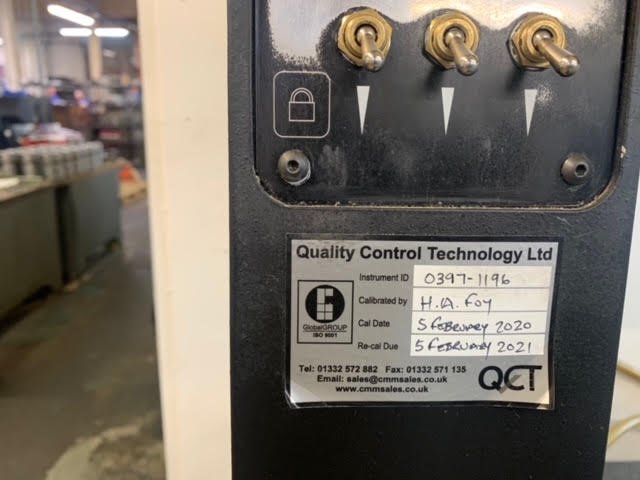 Quality Control Technology Ltd
Instrument ID 0397-1196
Calibrated by H.A. Foy
Cal Date 5 FEBRUARY 2020
Re-cal Due 5 FEBRUARY 2021
GlobalGROUP
ISO 9001
Tel: 01332 572 882 Fax: 01332 571 135
Email: sales@cmmsales.co.uk
www.cmmsales.co.uk
QCT